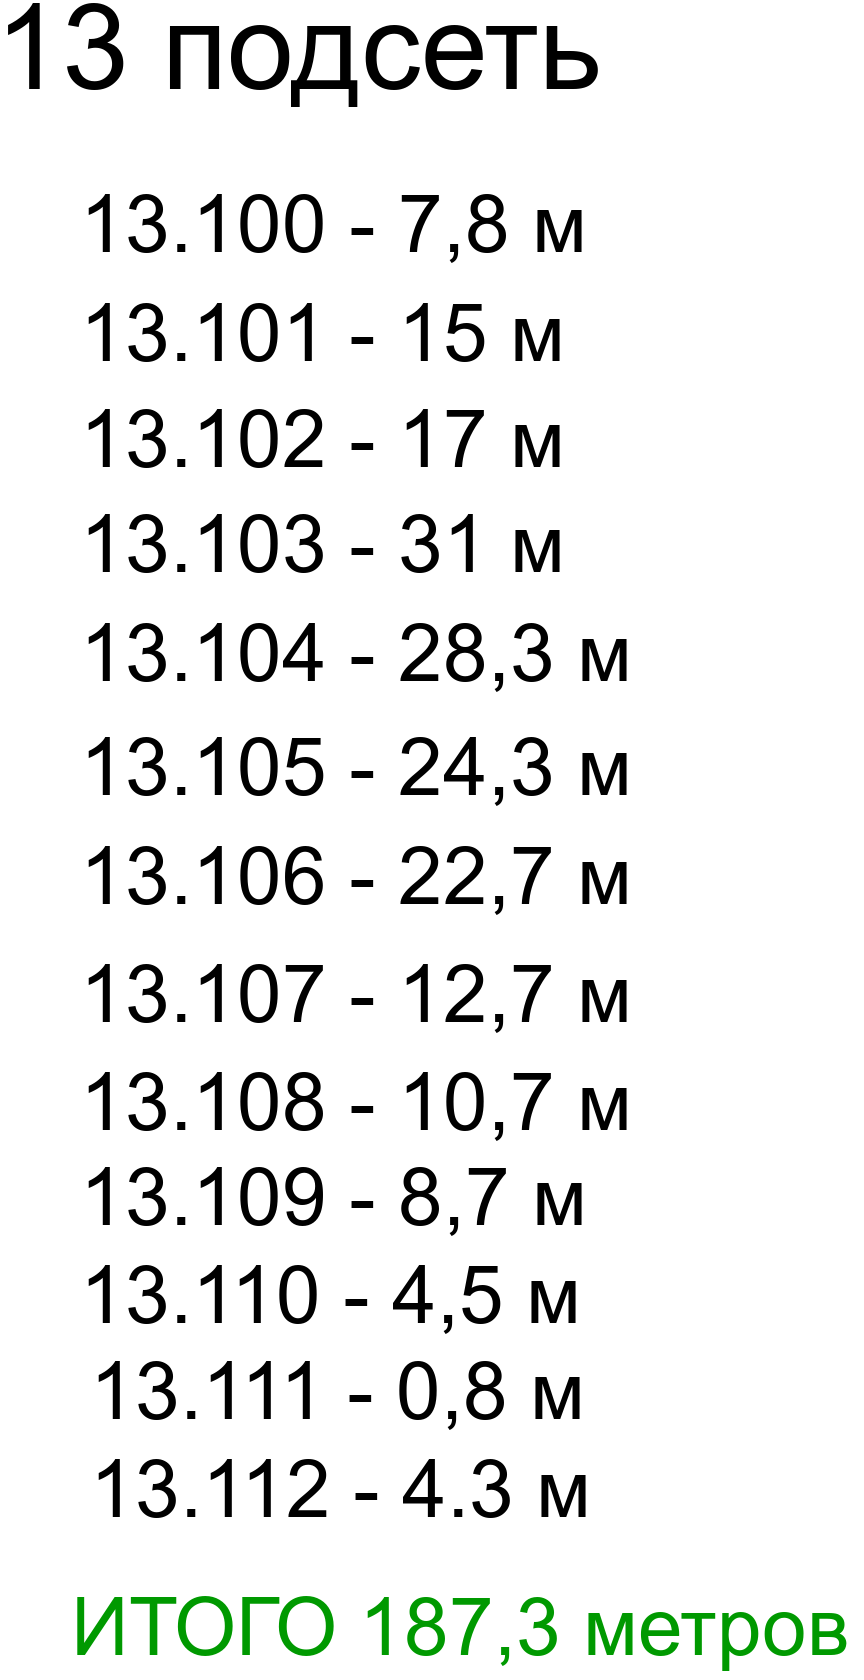 13 подсеть
13.100 - 7,8 м
13.101 - 15 м
13.102 - 17 м
13.103 - 31 м
13.104 - 28,3 м
13.105 - 24,3 м
13.106 - 22,7 м
13.107 - 12,7 м
13.108 - 10,7 м
13.109 - 8,7 м
13.110 - 4,5 м
13.111 - 0,8 м
13.112 - 4.3 м
ИТОГО 187,3 метров